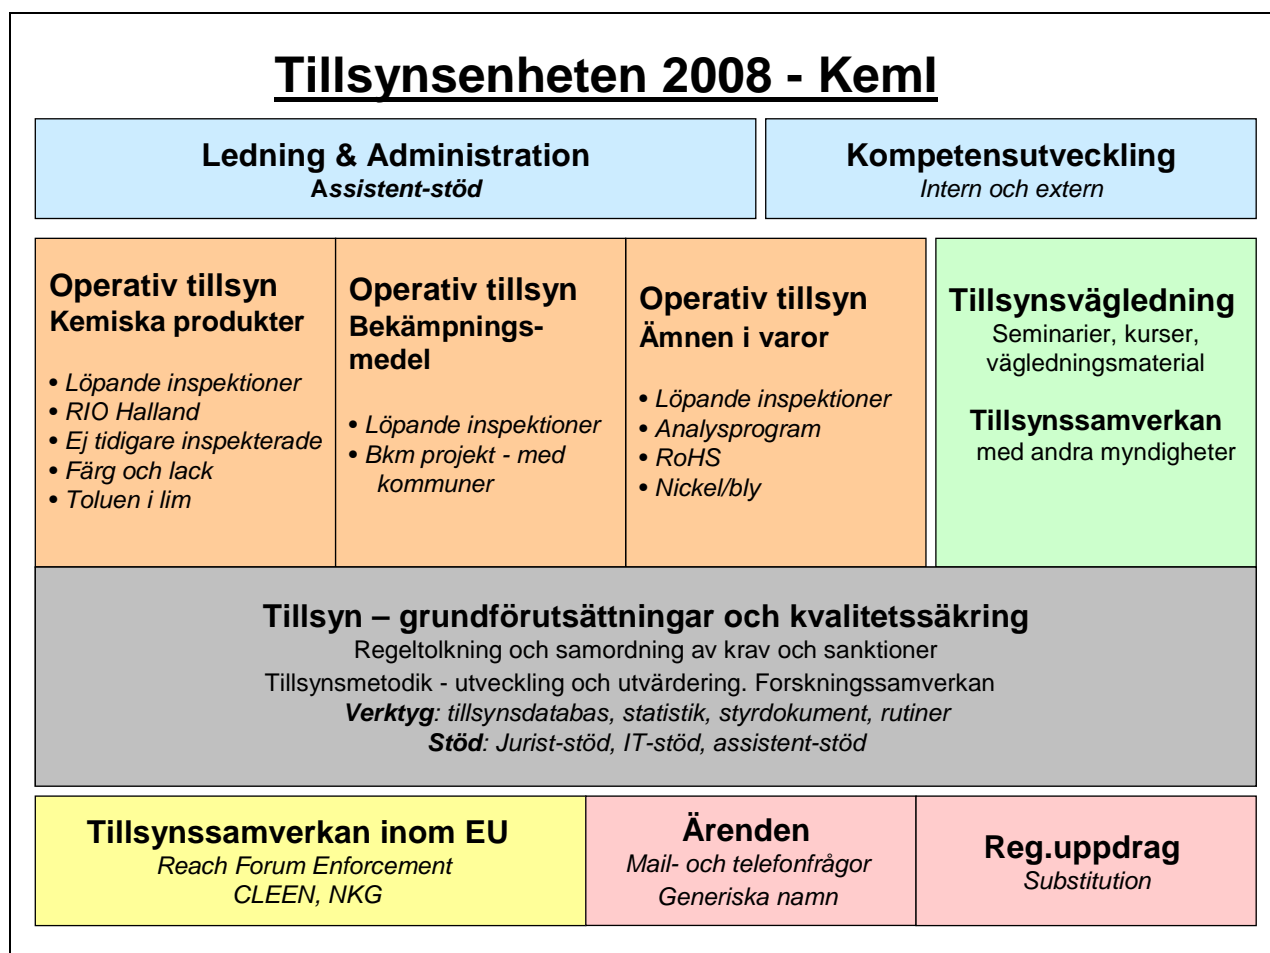 Tillsynsenheten 2008 - KemI
Ledning & Administration
Assistent-stöd
Kompetensutveckling
Intern och extern
Operativ tillsyn
Kemiska produkter
• Löpande inspektioner
• RIO Halland
• Ej tidigare inspekterade
• Färg och lack
• Toluen i lim
Operativ tillsyn
Bekämpnings-
medel
• Löpande inspektioner
• Bkm projekt - med
kommuner
Operativ tillsyn
Ämnen i varor
• Löpande inspektioner
• Analysprogram
• RoHS
• Nickel/bly
Tillsynsvägledning
Seminarier, kurser,
vägledningsmaterial
Tillsynssamverkan
med andra myndigheter
Tillsyn – grundförutsättningar och kvalitetssäkring
Regeltolkning och samordning av krav och sanktioner
Tillsynsmetodik - utveckling och utvärdering. Forskningssamverkan
Verktyg: tillsynsdatabas, statistik, styrdokument, rutiner
Stöd: Jurist-stöd, IT-stöd, assistent-stöd
Tillsynssamverkan inom EU
Reach Forum Enforcement
CLEEN, NKG
Ärenden
Mail- och telefonfrågor
Generiska namn
Reg.uppdrag
Substitution